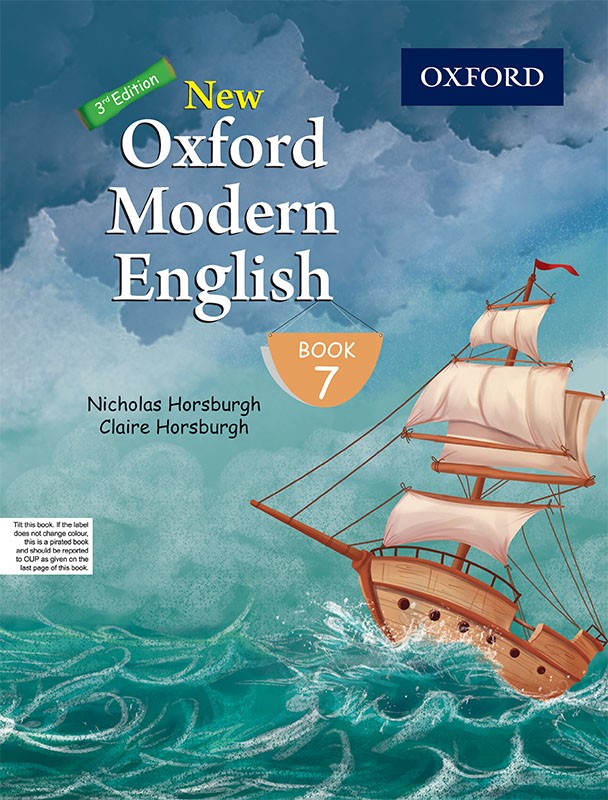 OXFORD
3rd Edition
New
Oxford
Modern
English
BOOK
7
Nicholas Horsburgh
Claire Horsburgh
Tilt this book. If the label
does not change colour,
this is a pirated book
and should be reported
to OUP as given on the
last page of this book.